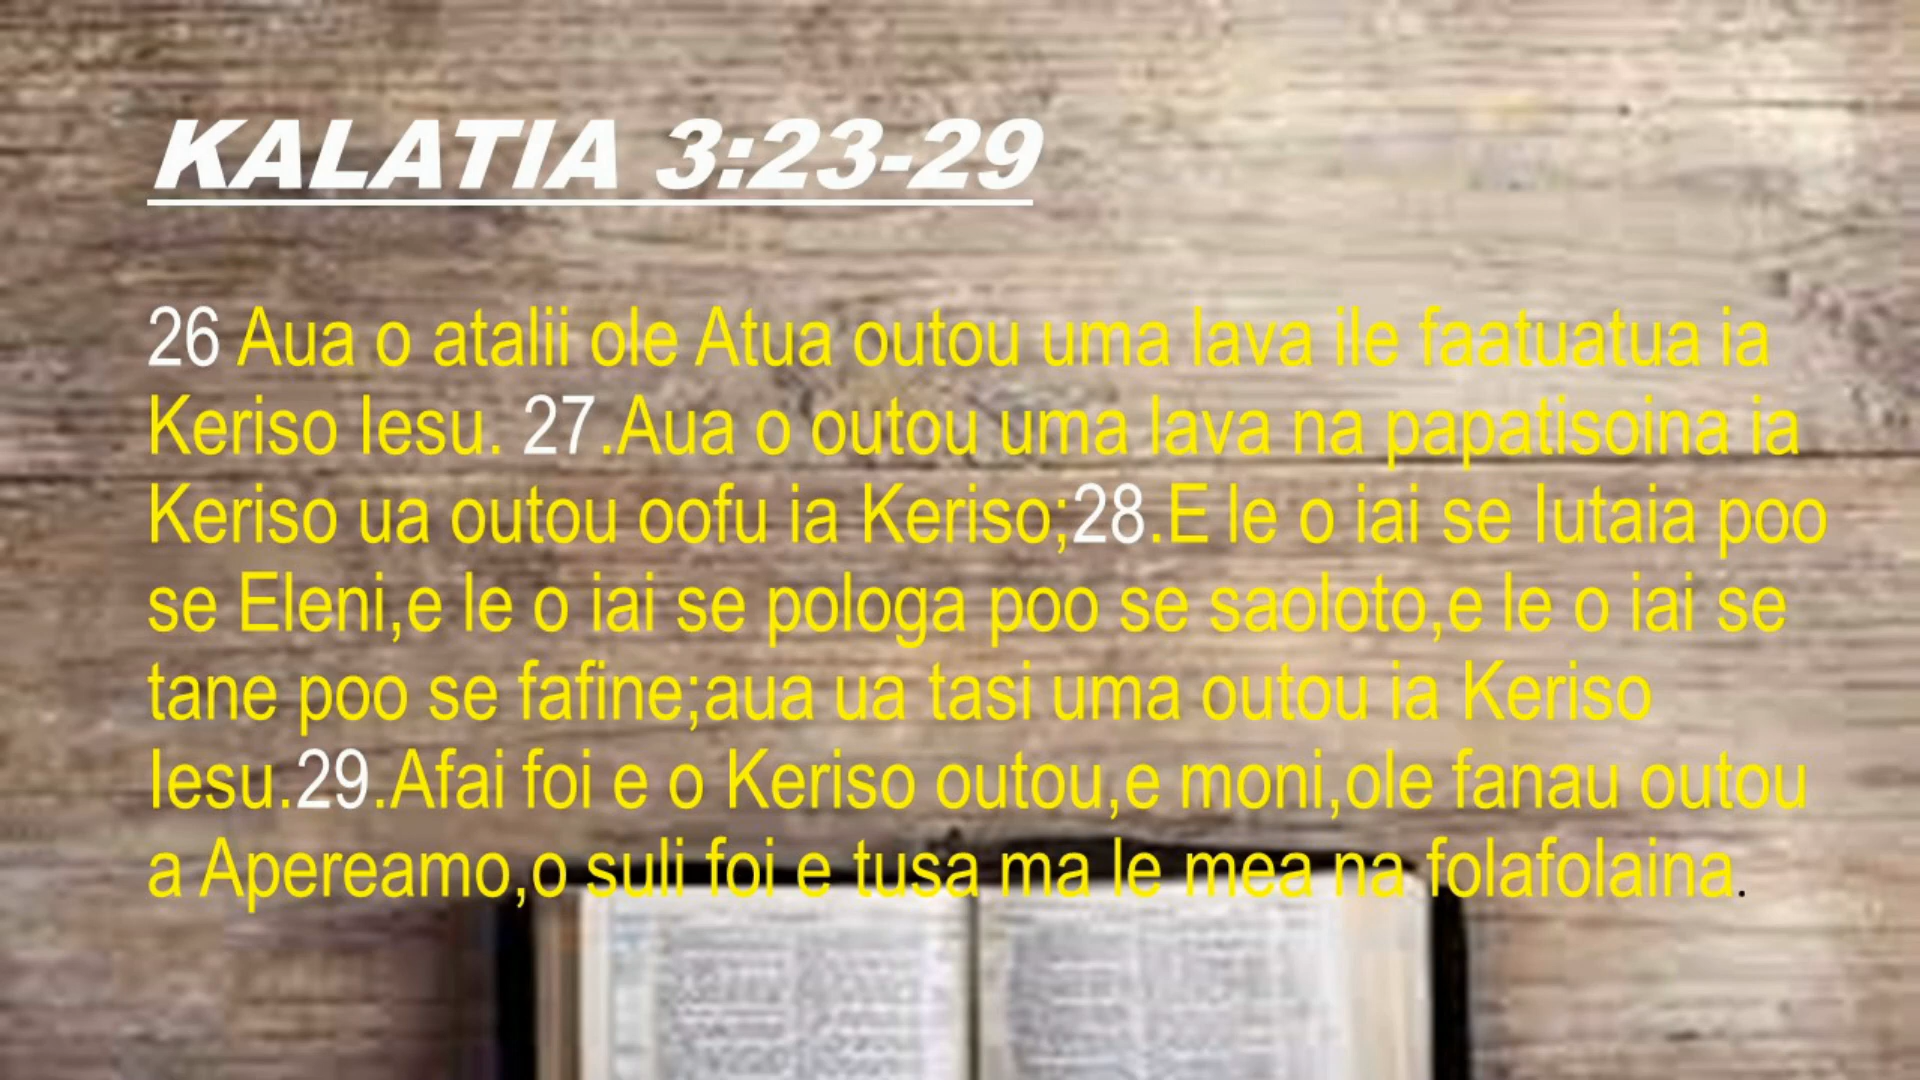 KALATIA 3:23-29
26 Aua o atalii ole Atua outou uma lava ile faatuatua ia
Keriso Iesu. 27.Aua o outou uma lava na papatisoina ia
Keriso ua outou oofu ia Keriso;28.E le o iai se Iutaia poo
se Eleni,e le o iai se pologa poo se saoloto,e le o iai se
tane poo se fafine;aua ua tasi uma outou ia Keriso
Iesu.29.Afai foi e o Keriso outou,e moni,ole fanau outou
a Apereamo,o suli foi e tusa ma le mea na folafolaina.